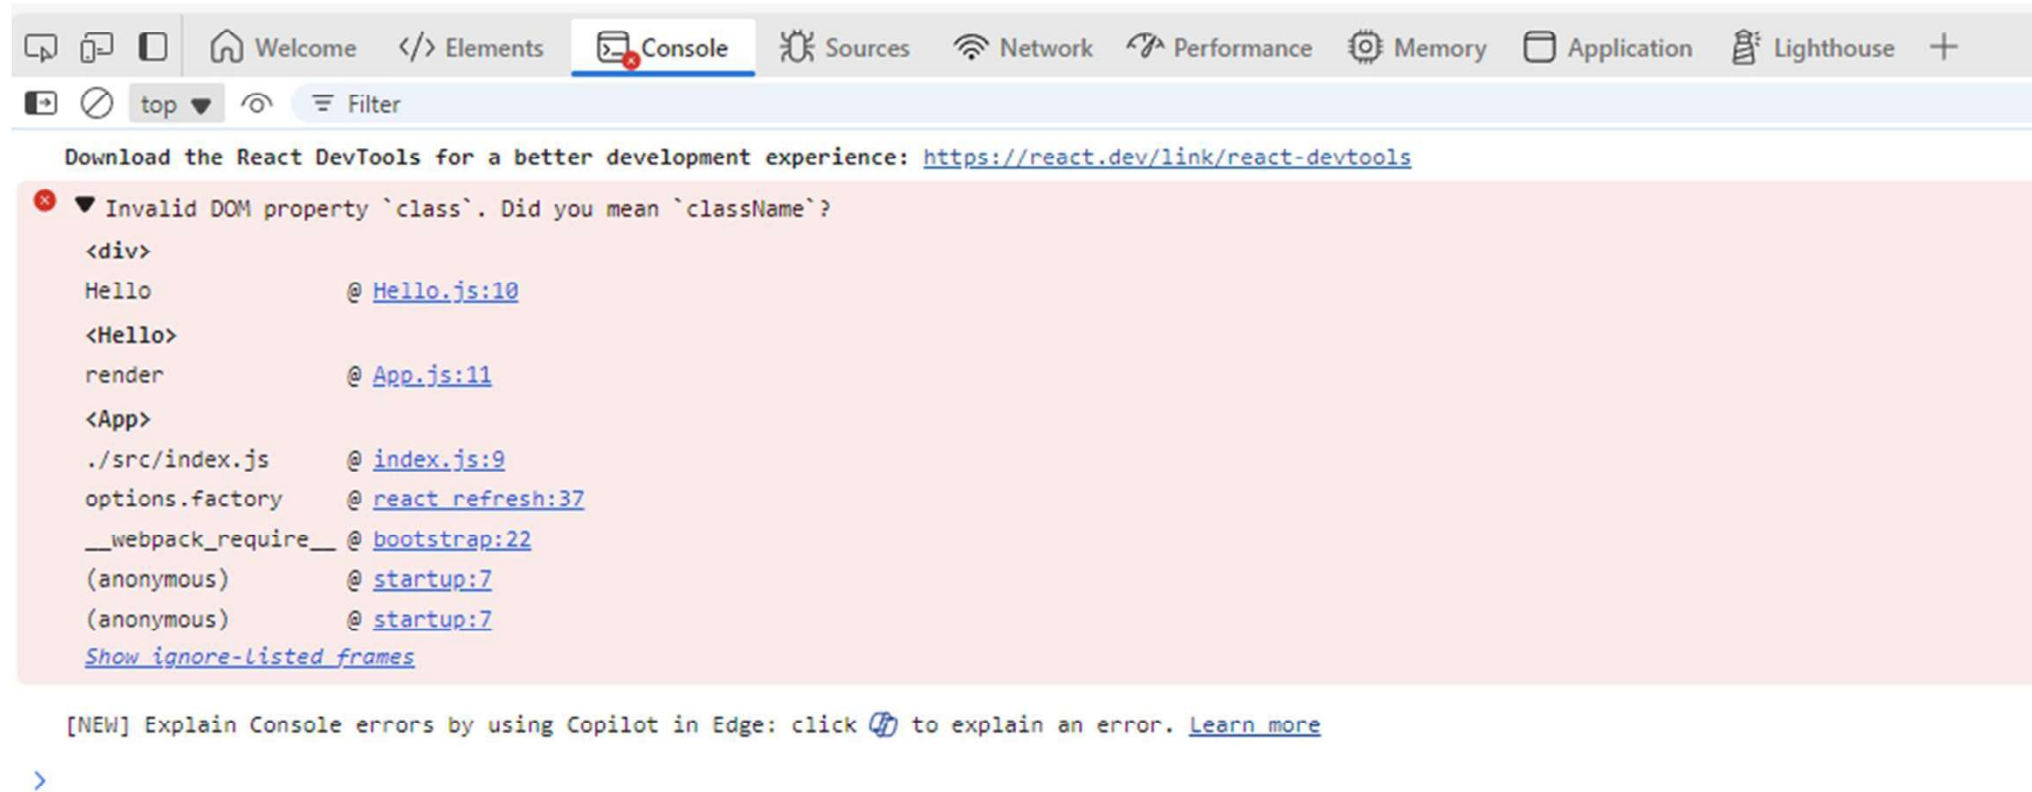 Welcome </> Elements Console Sources Network Performance Memory Application Lighthouse
top Filter
Download the React DevTools for a better development experience: https://react.dev/link/react-devtools
Invalid DOM property `class`. Did you mean `className`?
<div>
Hello @ Hello.js:10
<Hello>
render @ App.js:11
<App>
./src/index.js @ index.js:9
options.factory @ react refresh:37
__webpack_require__ @ bootstrap:22
(anonymous) @ startup:7
(anonymous) @ startup:7
Show ignore-listed frames
[NEW] Explain Console errors by using Copilot in Edge: click to explain an error. Learn more
>